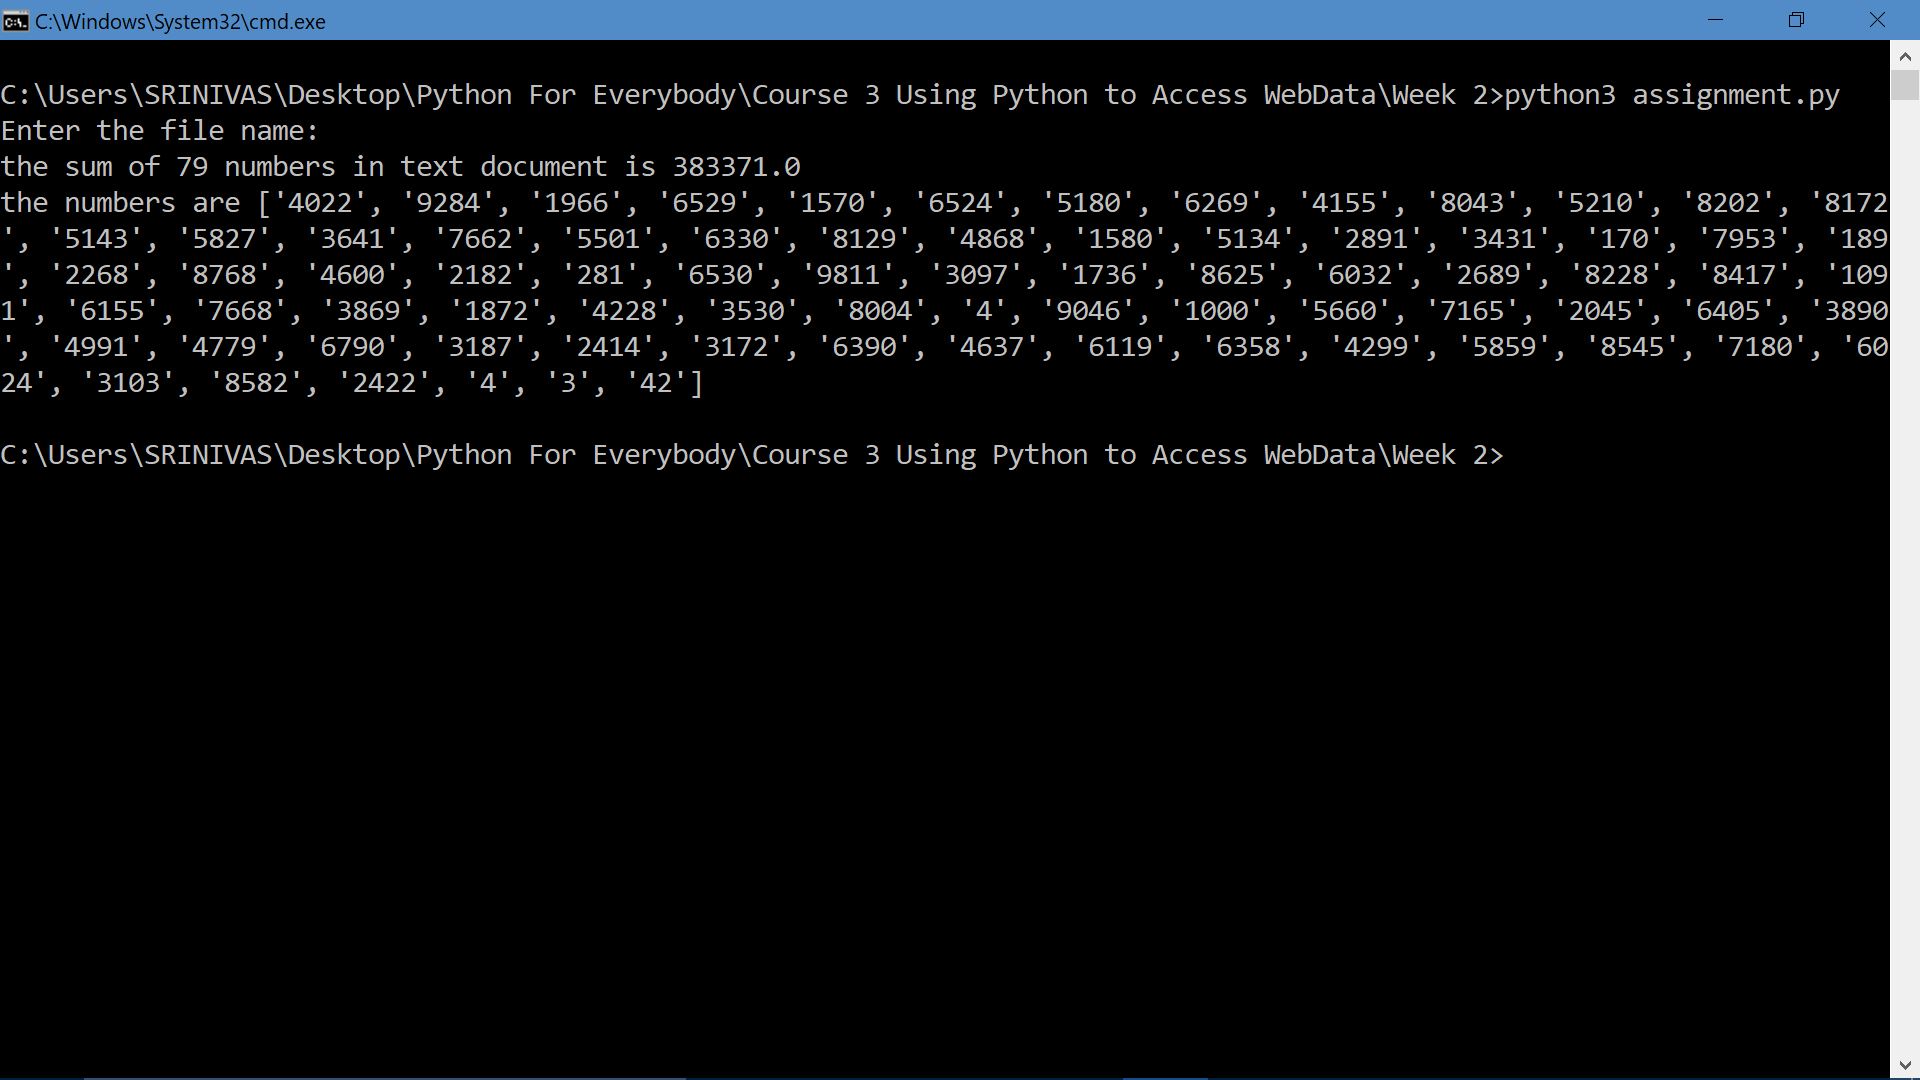 C:\Windows\System32\cmd.exe
C:\Users\SRINIVAS\Desktop\Python For Everybody\Course 3 Using Python to Access WebData\Week 2>python3 assignment.py
Enter the file name:
the sum of 79 numbers in text document is 383371.0
the numbers are ['4022', '9284', '1966', '6529', '1570', '6524', '5180', '6269', '4155', '8043', '5210', '8202', '8172
', '5143', '5827', '3641', '7662', '5501', '6330', '8129', '4868', '1580', '5134', '2891', '3431', '170', '7953', '189
', '2268', '8768', '4600', '2182', '281', '6530', '9811', '3097', '1736', '8625', '6032', '2689', '8228', '8417', '109
1', '6155', '7668', '3869', '1872', '4228', '3530', '8004', '4', '9046', '1000', '5660', '7165', '2045', '6405', '3890
', '4991', '4779', '6790', '3187', '2414', '3172', '6390', '4637', '6119', '6358', '4299', '5859', '8545', '7180', '60
24', '3103', '8582', '2422', '4', '3', '42']
C:\Users\SRINIVAS\Desktop\Python For Everybody\Course 3 Using Python to Access WebData\Week 2>